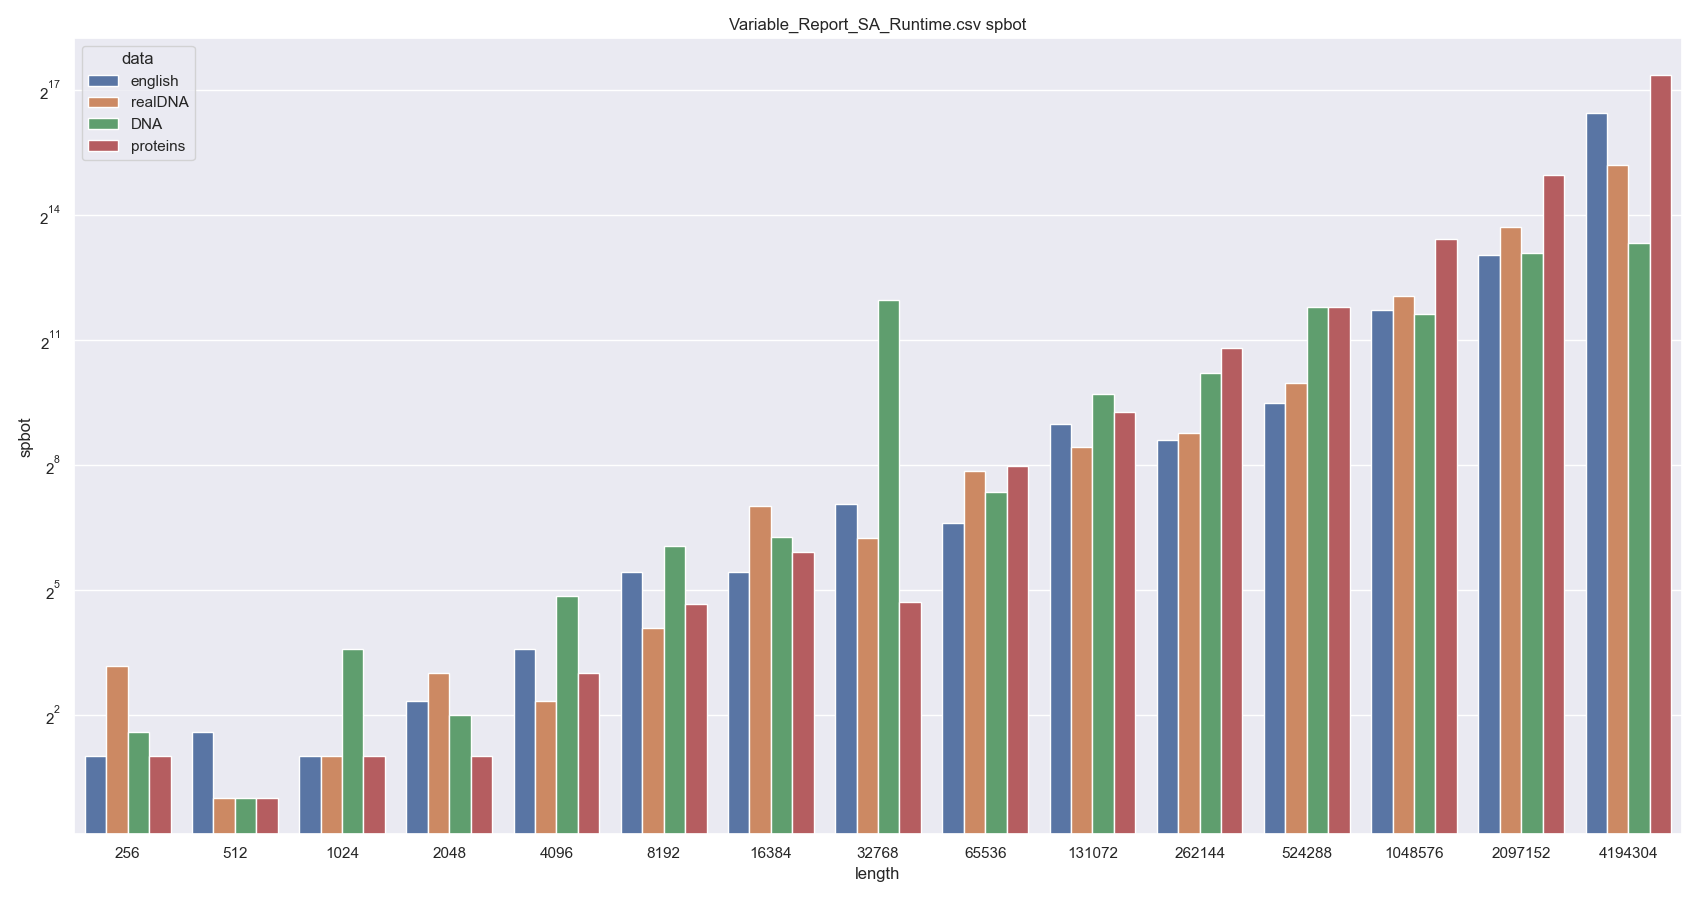 Variable_Report_SA_Runtime.csv spbot
data
english
realDNA
DNA
proteins
2^17
2^14
2^11
2^8
2^5
2^2
spbot
256 512 1024 2048 4096 8192 16384 32768 65536 131072 262144 524288 1048576 2097152 4194304
length